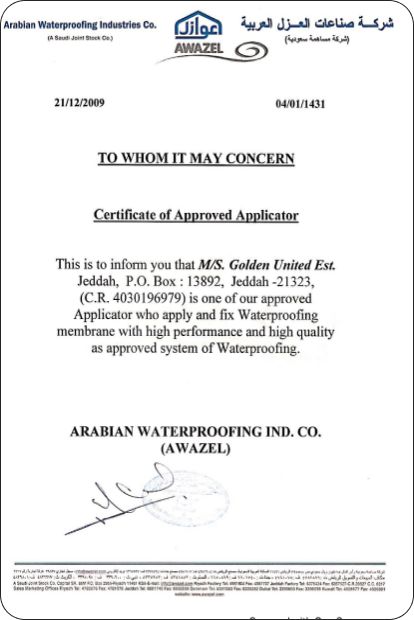 Arabian Waterproofing Industries Co.
(A Saudi Joint Stock Co.)
عوازل
AWAZEL
شركة صناعات العزل العربية
(شركة مساهمة سعودية)
21/12/2009
04/01/1431
TO WHOM IT MAY CONCERN
Certificate of Approved Applicator
This is to inform you that M/S. Golden United Est.
Jeddah, P.O. Box : 13892, Jeddah -21323,
(C.R. 4030196979) is one of our approved
Applicator who apply and fix Waterproofing
membrane with high performance and high quality
as approved system of Waterproofing.
ARABIAN WATERPROOFING IND. CO.
(AWAZEL)
website: www.awazel.com